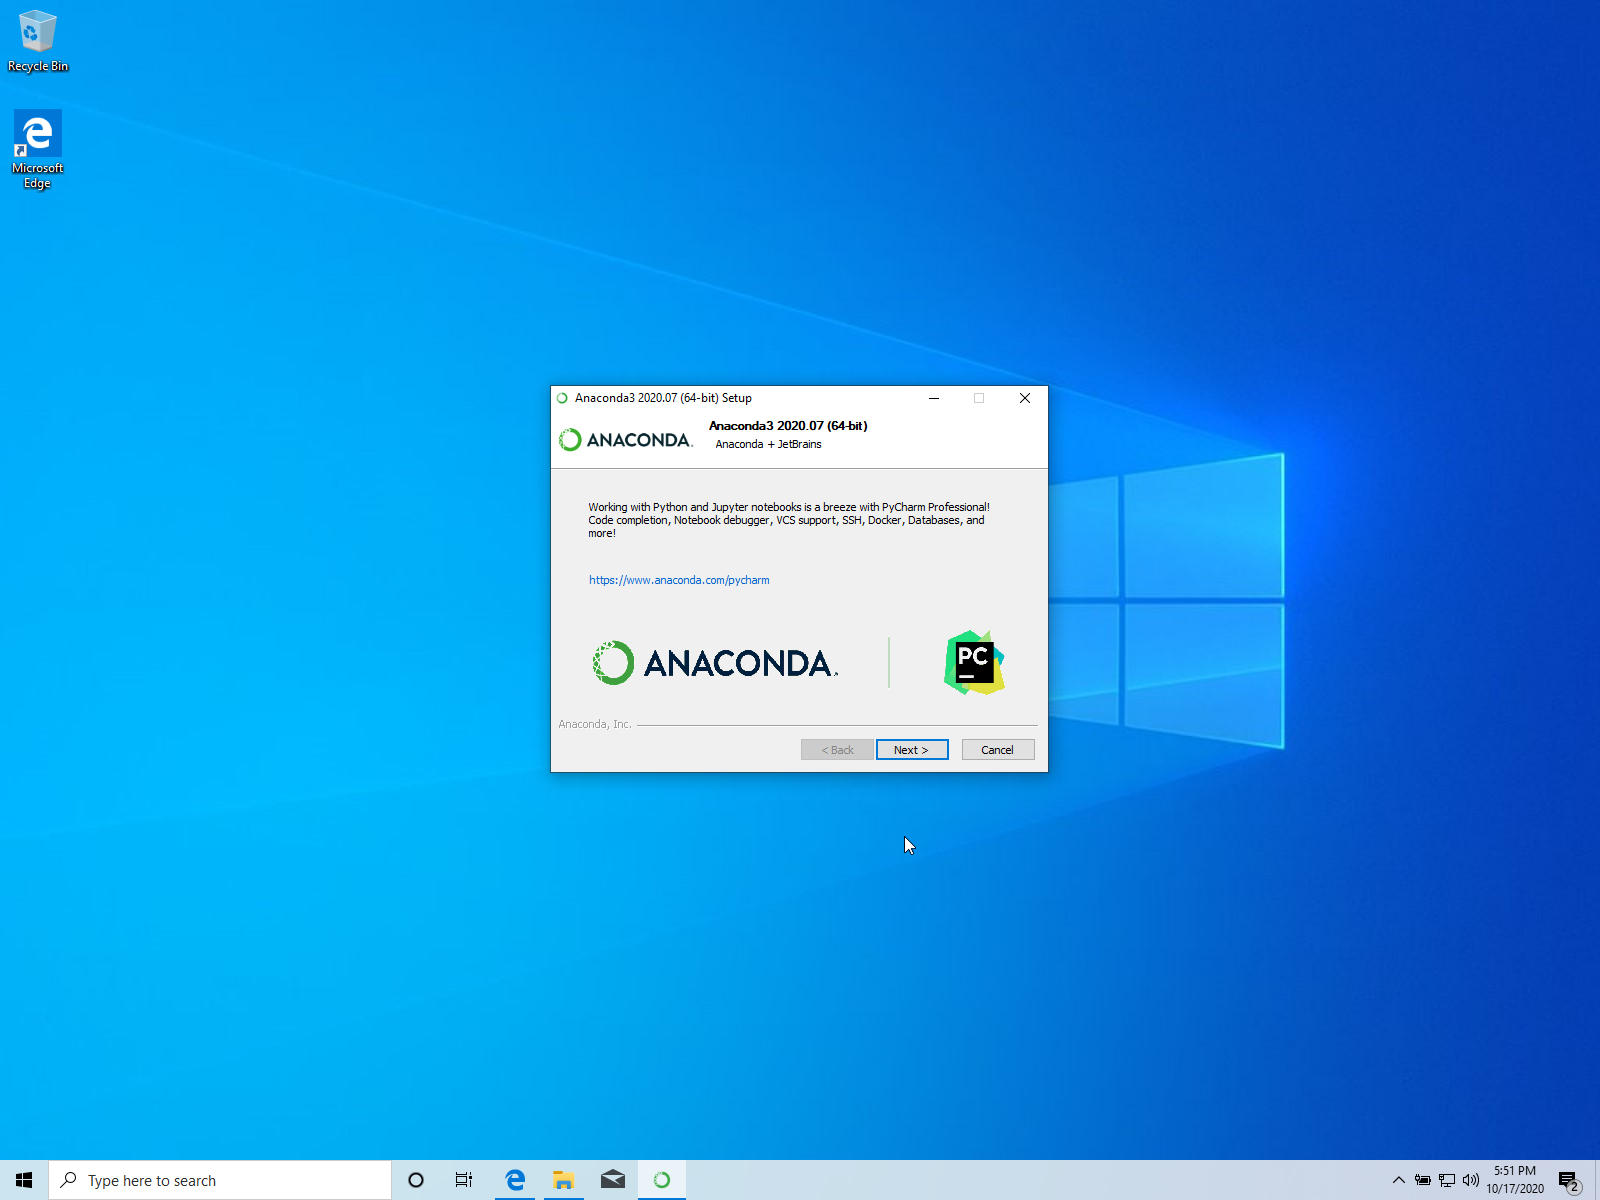 Recycle Bin
Microsoft
Edge
Anaconda3 2020.07 (64-bit) Setup
ANACONDA.
Anaconda3 2020.07 (64-bit)
Anaconda + JetBrains
Working with Python and Jupyter notebooks is a breeze with PyCharm Professional!
Code completion, Notebook debugger, VCS support, SSH, Docker, Databases, and
more!
https://www.anaconda.com/pycharm
ANACONDA.
PC
Anaconda, Inc.
< Back
Next >
Cancel
Type here to search
5:51 PM
10/17/2020
2